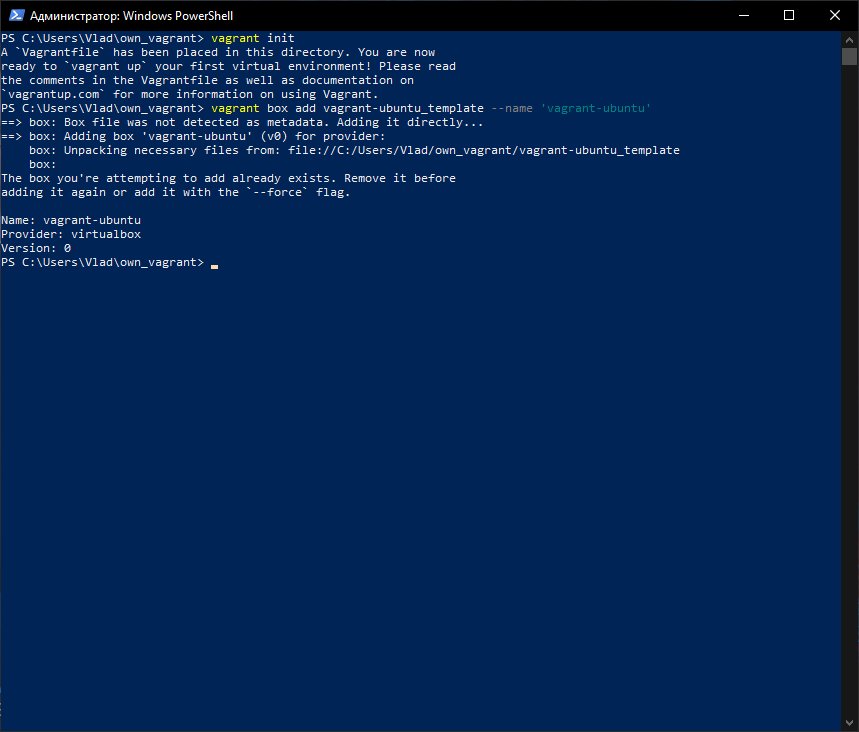 Администратор: Windows PowerShell
PS C:\Users\Vlad\own_vagrant> vagrant init
A `Vagrantfile` has been placed in this directory. You are now
ready to `vagrant up` your first virtual environment! Please read
the comments in the Vagrantfile as well as documentation on
`vagrantup.com` for more information on using Vagrant.
PS C:\Users\Vlad\own_vagrant> vagrant box add vagrant-ubuntu_template --name 'vagrant-ubuntu'
==> box: Box file was not detected as metadata. Adding it directly...
==> box: Adding box 'vagrant-ubuntu' (v0) for provider:
    box: Unpacking necessary files from: file://C:/Users/Vlad/own_vagrant/vagrant-ubuntu_template
    box:
The box you're attempting to add already exists. Remove it before
adding it again or add it with the `--force` flag.

Name: vagrant-ubuntu
Provider: virtualbox
Version: 0
PS C:\Users\Vlad\own_vagrant>